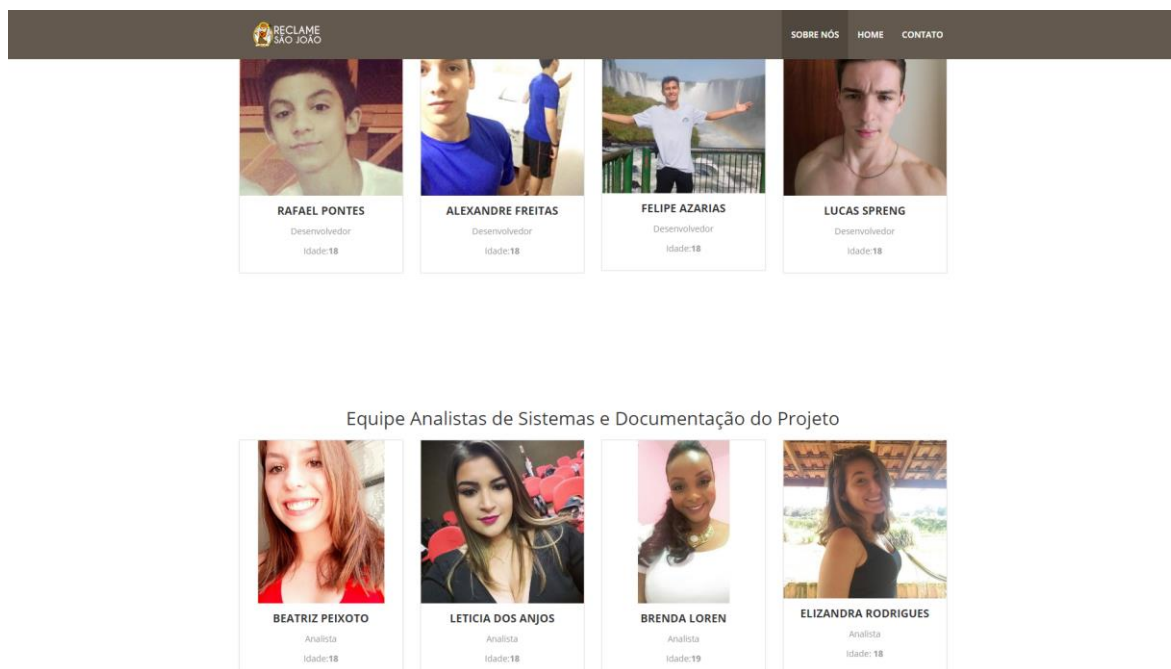 RECLAME
SÃO JOÃO
SOBRE NÓS HOME CONTATO
RAFAEL PONTES
Desenvolvedor
Idade:18
ALEXANDRE FREITAS
Desenvolvedor
Idade:18
FELIPE AZARIAS
Desenvolvedor
Idade:18
LUCAS SPRENG
Desenvolvedor
Idade:18
Equipe Analistas de Sistemas e Documentação do Projeto
BEATRIZ PEIXOTO
Analista
Idade:18
LETICIA DOS ANJOS
Analista
Idade:18
BRENDA LOREN
Analista
Idade:19
ELIZANDRA RODRIGUES
Analista
Idade: 18